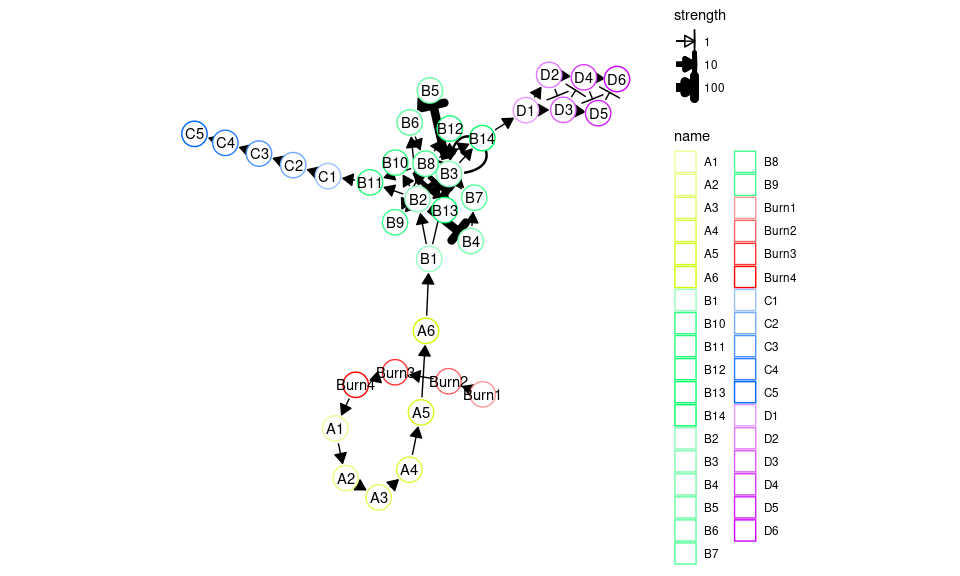 strength
1
10
100
name
A1 B8
A2 B9
A3 Burn1
A4 Burn2
A5 Burn3
A6 Burn4
B1 C1
B10 C2
B11 C3
B12 C4
B13 C5
B14 D1
B2 D2
B3 D3
B4 D4
B5 D5
B6 D6
B7
D2 D4 D6
B5
D1 D3 D5
B6 B12
C5 C4 C3 C2 C1
B14
B10 B8 B3
B11
B2 B7
B9 B13
B4
B1
A6
Burn4 Burn3 Burn2 Burn1
A1 A5
A2 A4
A3